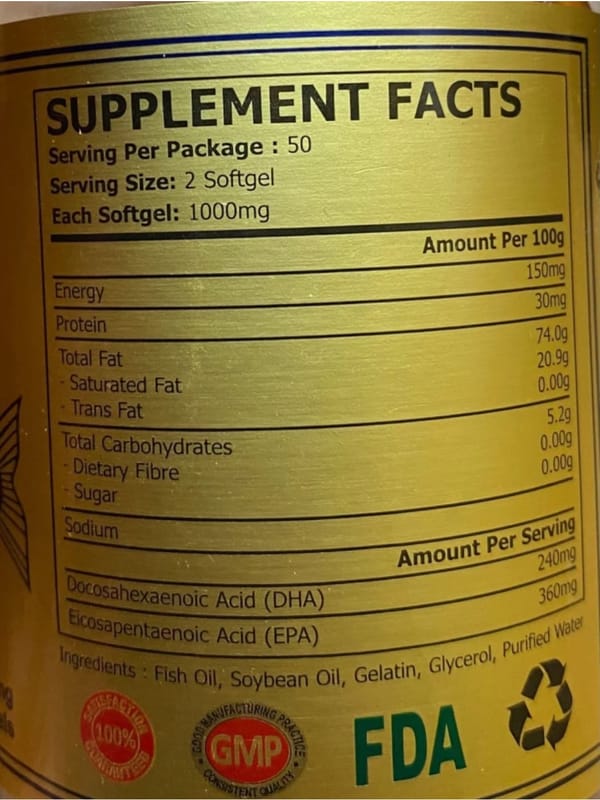 SUPPLEMENT FACTS
Serving Per Package : 50
Serving Size: 2 Softgel
Each Softgel: 1000mg
Amount Per 100g
Energy 150mg
Protein 30mg
Total Fat 74.0g
- Saturated Fat 20.9g
- Trans Fat 0.00g
Total Carbohydrates 5.2g
- Dietary Fibre 0.00g
- Sugar 0.00g
Sodium
Amount Per Serving
Docosahexaenoic Acid (DHA) 240mg
Eicosapentaenoic Acid (EPA) 360mg
Ingredients : Fish Oil, Soybean Oil, Gelatin, Glycerol, Purified Water
SATISFACTION
100%
GUARANTEED
GOOD MANUFACTURING PRACTICE
GMP
CONSISTENT QUALITY
FDA